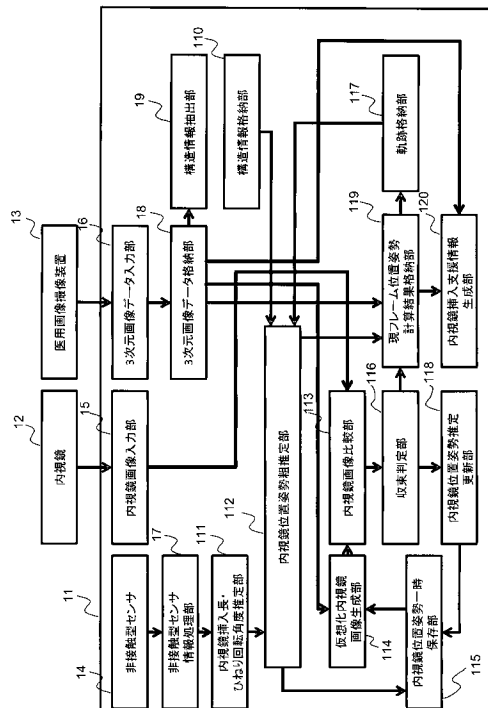 11
12
内視鏡
13
医用画像撮像装置
14
非接触型センサ
15
内視鏡画像入力部
16
3次元画像データ入力部
17
非接触型センサ
情報処理部
18
3次元画像データ格納部
19
構造情報抽出部
111
内視鏡挿入長・
ひねり回転角度推定部
110
構造情報格納部
112
内視鏡位置姿勢粗推定部
113
内視鏡画像比較部
114
仮想化内視鏡
画像生成部
116
収束判定部
119
現フレーム位置姿勢
計算結果格納部
117
軌跡格納部
115
内視鏡位置姿勢一時
保存部
118
内視鏡位置姿勢推定
更新部
120
内視鏡挿入支援情報
生成部